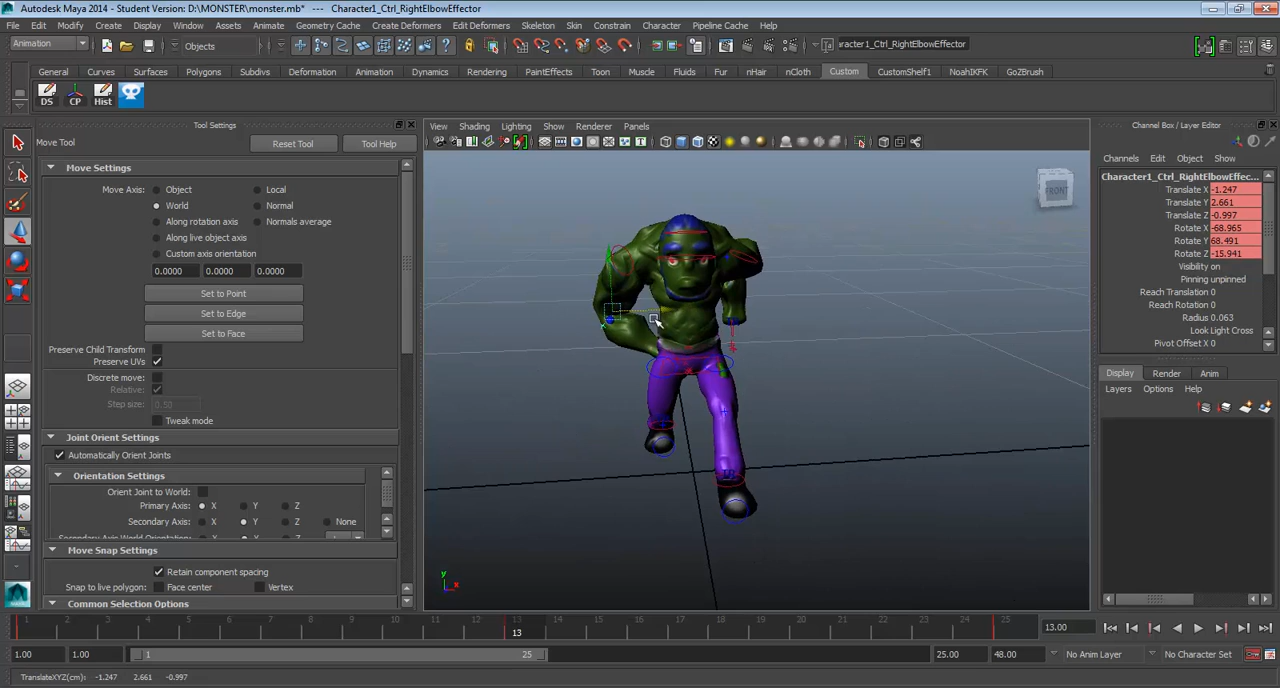 Autodesk Maya 2014 - Student Version: D:\MONSTER\monster.mb* --- Character1_Ctrl_RightElbowEffector
File Edit Modify Create Display Window Assets Animate Geometry Cache Create Deformers Edit Deformers Skeleton Skin Constrain Character Pipeline Cache Help
Animation Objects aracter1_Ctrl_RightElbowEffector
General Curves Surfaces Polygons Subdivs Deformation Animation Dynamics Rendering PaintEffects Toon Muscle Fluids Fur nHair nCloth Custom CustomShelf1 NoahIKFK GoZBrush
DS CP Hist
Tool Settings
Move Tool Reset Tool Tool Help
Move Settings
Move Axis: Object Local
World Normal
Along rotation axis Normals average
Along live object axis
Custom axis orientation
0.0000 0.0000 0.0000
Set to Point
Set to Edge
Set to Face
Preserve Child Transform
Preserve UVs
Discrete move:
Relative:
Step size: 0.50
Tweak mode
Joint Orient Settings
Automatically Orient Joints
Orientation Settings
Orient Joint to World
Primary Axis: X Y Z
Secondary Axis: X Y Z None
Secondary Axis World Orientation:
Move Snap Settings
Retain component spacing
Snap to live polygon: Face center Vertex
Common Selection Options
View Shading Lighting Show Renderer Panels
FRONT
y
x
Channel Box / Layer Editor
Channels Edit Object Show
Character1_Ctrl_RightElbowEffec...
Translate X -1.247
Translate Y 2.661
Translate Z -0.997
Rotate X -68.965
Rotate Y 68.491
Rotate Z -15.941
Visibility on
Pinning unpinned
Reach Translation 0
Reach Rotation 0
Radius 0.063
Look Light Cross
Pivot Offset X 0
Display Render Anim
Layers Options Help
1 2 3 4 5 6 7 8 9 10 11 12 13 14 15 16 17 18 19 20 21 22 23 24 25
13
13.00
1.00 1.00 1 25 25.00 48.00 No Anim Layer No Character Set
TranslateXYZ(cm): -1.247 2.661 -0.997